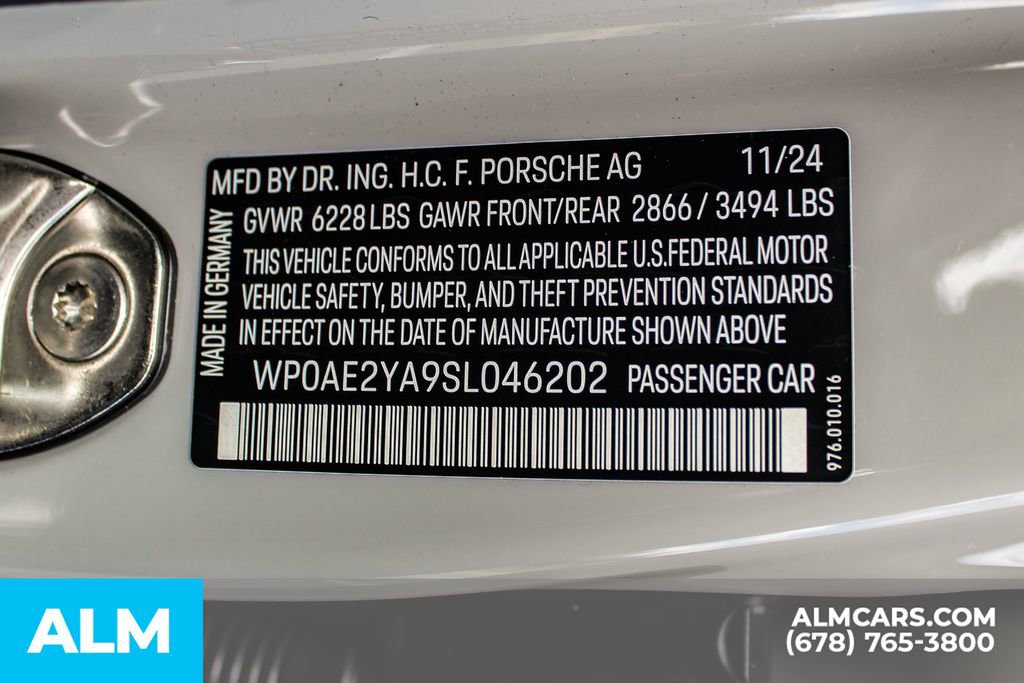 MFD BY DR. ING. H.C. F. PORSCHE AG 11/24
GVWR 6228 LBS GAWR FRONT/REAR 2866 / 3494 LBS
THIS VEHICLE CONFORMS TO ALL APPLICABLE U.S.FEDERAL MOTOR
VEHICLE SAFETY, BUMPER, AND THEFT PREVENTION STANDARDS
IN EFFECT ON THE DATE OF MANUFACTURE SHOWN ABOVE
WP0AE2YA9SL046202 PASSENGER CAR
MADE IN GERMANY
976.010.016
ALM
ALMCARS.COM
(678) 765-3800